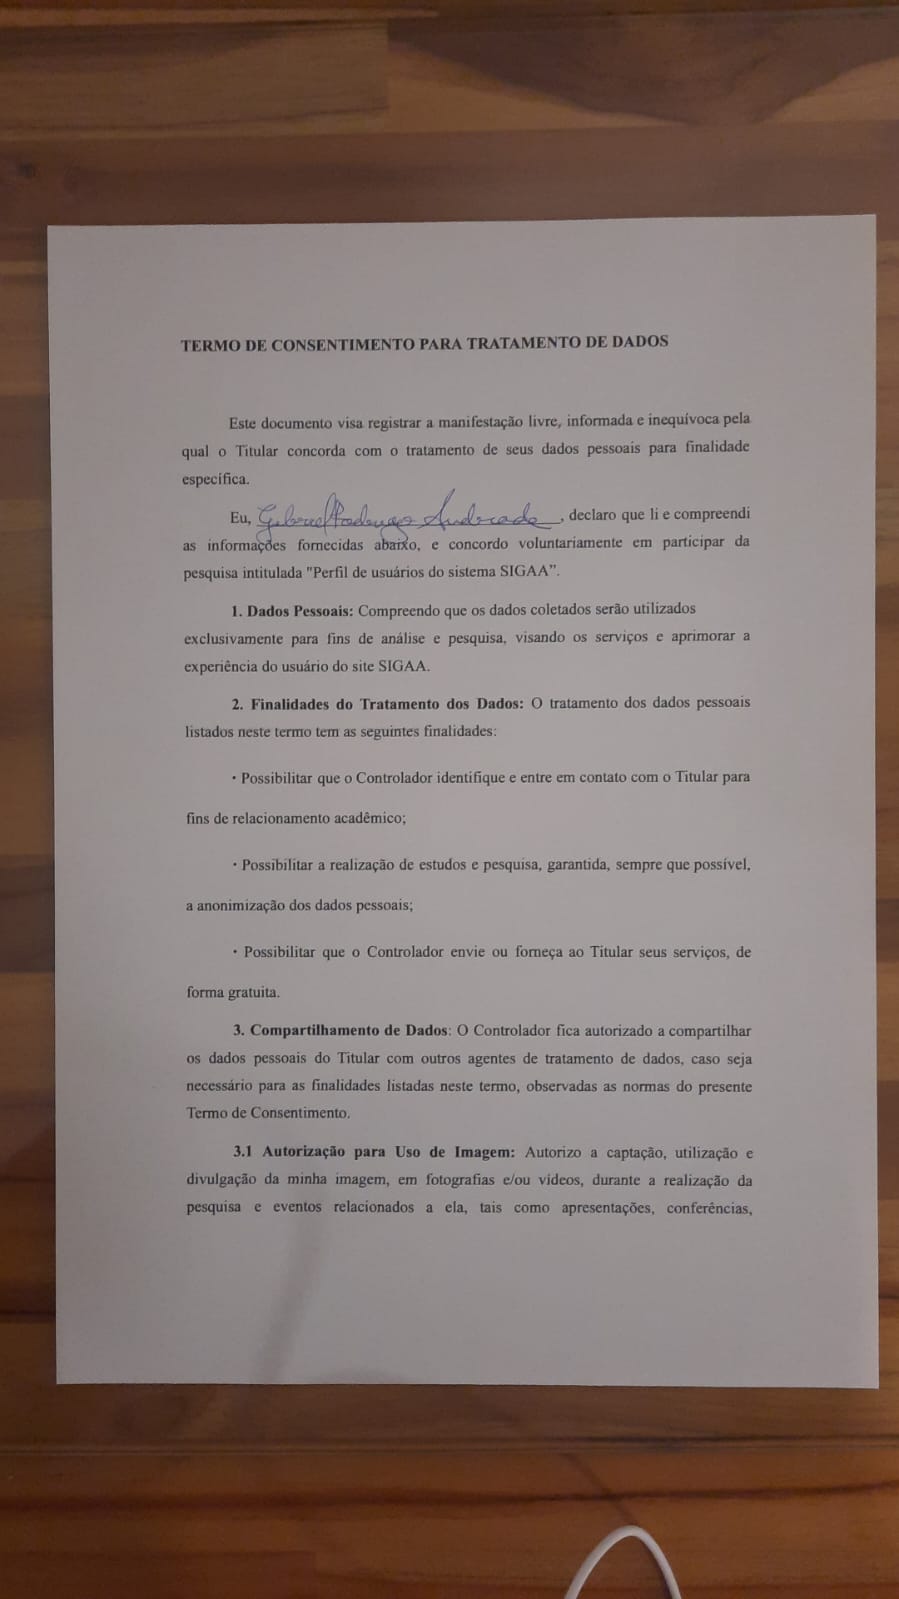 TERMO DE CONSENTIMENTO PARA TRATAMENTO DE DADOS
Este documento visa registrar a manifestação livre, informada e inequívoca pela
qual o Titular concorda com o tratamento de seus dados pessoais para finalidade
específica.
Eu, Gabriel Rodrigo Andrade, declaro que li e compreendi
as informações fornecidas abaixo, e concordo voluntariamente em participar da
pesquisa intitulada "Perfil de usuários do sistema SIGAA”.
1. Dados Pessoais: Compreendo que os dados coletados serão utilizados
exclusivamente para fins de análise e pesquisa, visando os serviços e aprimorar a
experiência do usuário do site SIGAA.
2. Finalidades do Tratamento dos Dados: O tratamento dos dados pessoais
listados neste termo tem as seguintes finalidades:
• Possibilitar que o Controlador identifique e entre em contato com o Titular para
fins de relacionamento acadêmico;
• Possibilitar a realização de estudos e pesquisa, garantida, sempre que possível,
a anonimização dos dados pessoais;
• Possibilitar que o Controlador envie ou forneça ao Titular seus serviços, de
forma gratuita.
3. Compartilhamento de Dados: O Controlador fica autorizado a compartilhar
os dados pessoais do Titular com outros agentes de tratamento de dados, caso seja
necessário para as finalidades listadas neste termo, observadas as normas do presente
Termo de Consentimento.
3.1 Autorização para Uso de Imagem: Autorizo a captação, utilização e
divulgação da minha imagem, em fotografias e/ou vídeos, durante a realização da
pesquisa e eventos relacionados a ela, tais como apresentações, conferências,